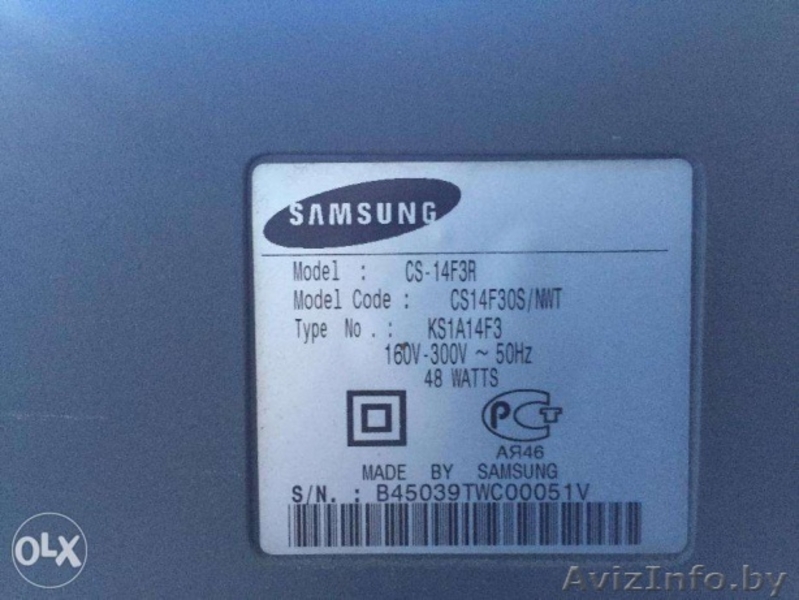 SAMSUNG
Model : CS-14F3R
Model Code : CS14F30S/NWT
Type No . : KS1A14F3
160V-300V ~ 50Hz
48 WATTS
PCT
АЯ46
MADE BY SAMSUNG
S/N. : B45039TWC00051V
OLX
AvizInfo.by